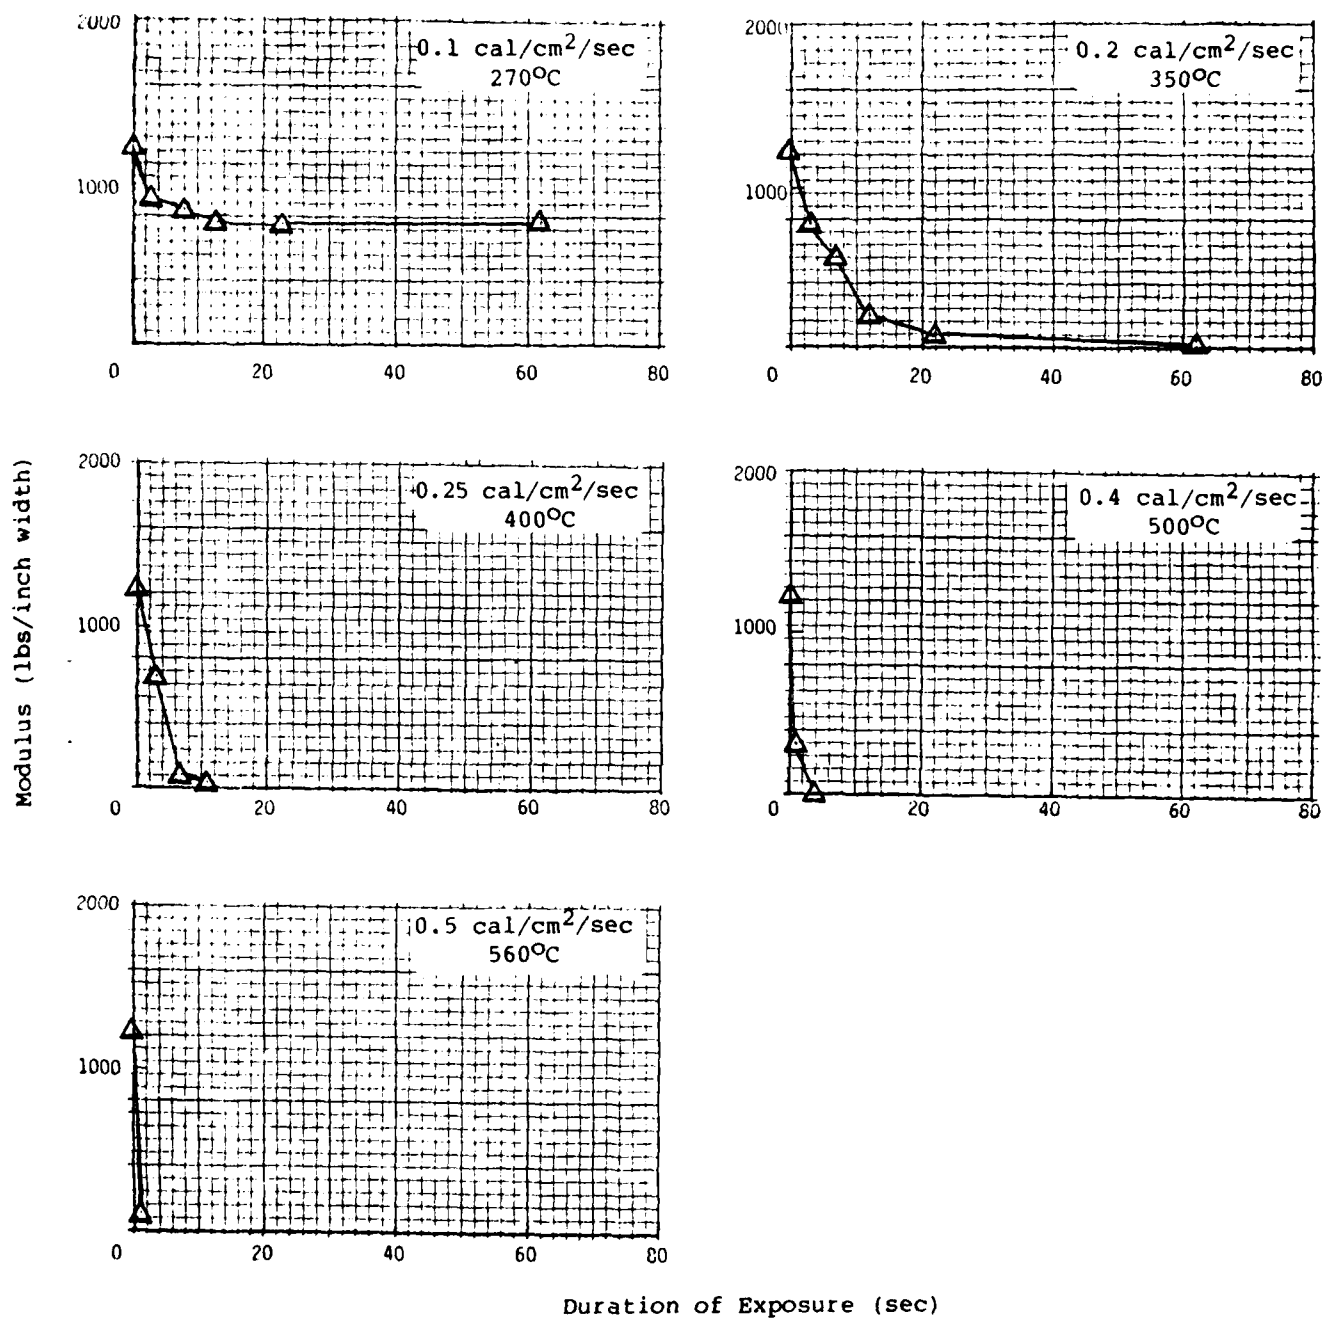 2000
0.1 cal/cm²/sec
270°C
1000
0 20 40 60 80
2000
0.2 cal/cm²/sec
350°C
1000
0 20 40 60 80
Modulus (lbs/inch width)
2000
0.25 cal/cm²/sec
400°C
1000
0 20 40 60 80
2000
0.4 cal/cm²/sec
500°C
1000
0 20 40 60 80
2000
0.5 cal/cm²/sec
560°C
1000
0 20 40 60 80
Duration of Exposure (sec)